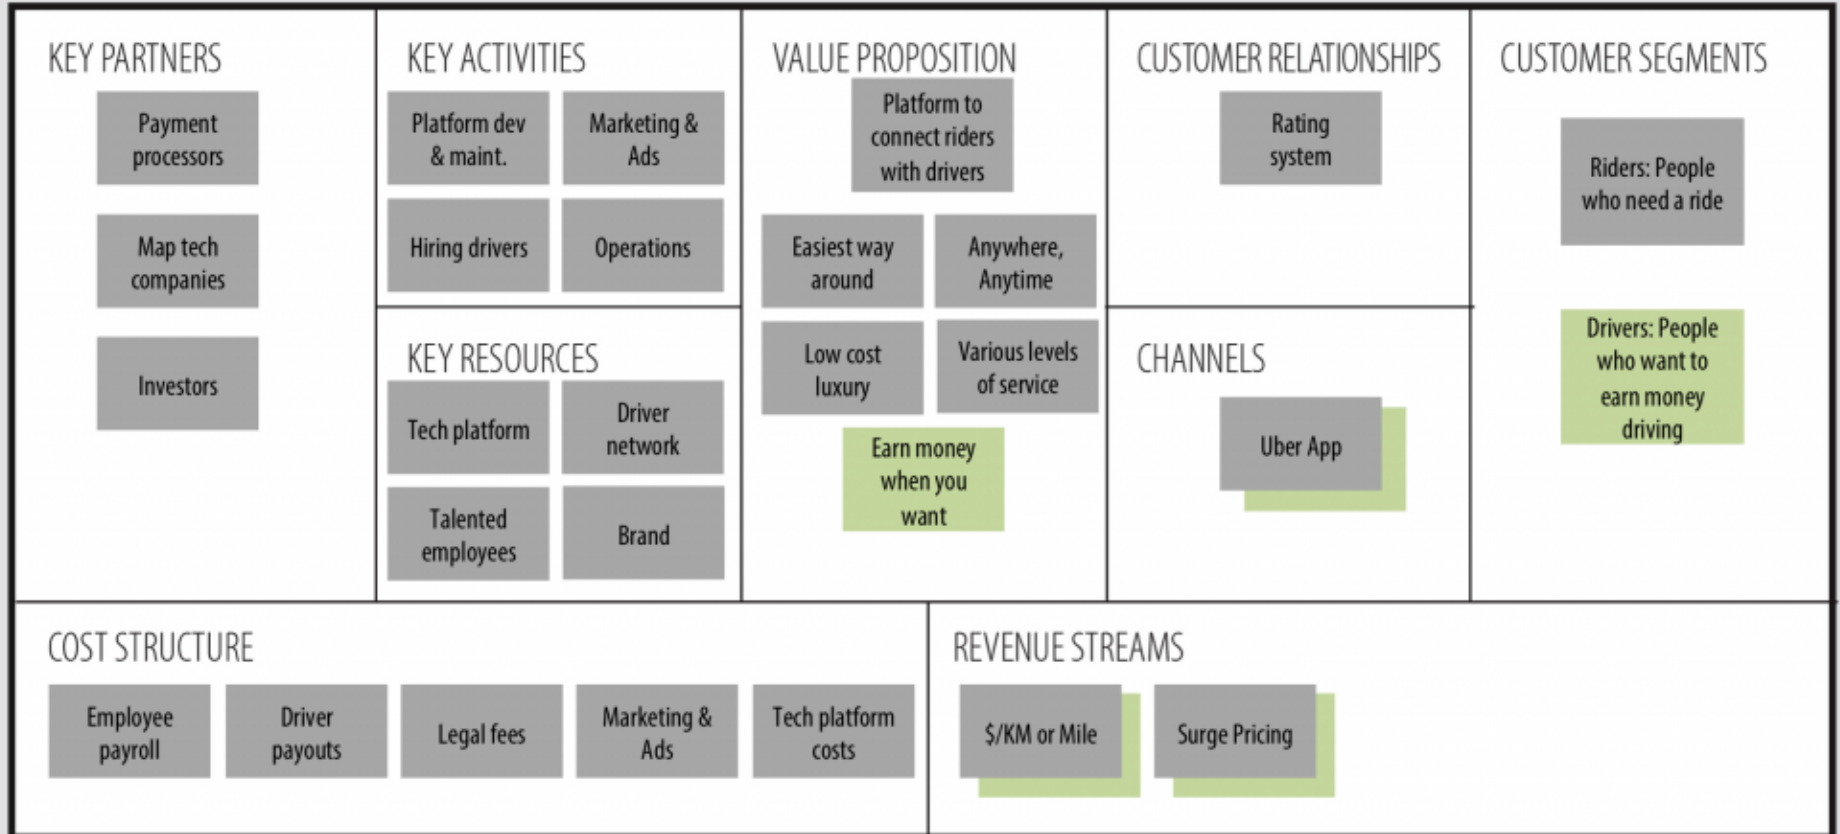 KEY PARTNERS
Payment
processors
Map tech
companies
Investors
KEY ACTIVITIES
Platform dev
& maint.
Marketing &
Ads
Hiring drivers
Operations
KEY RESOURCES
Tech platform
Driver
network
Talented
employees
Brand
VALUE PROPOSITION
Platform to
connect riders
with drivers
Easiest way
around
Anywhere,
Anytime
Low cost
luxury
Various levels
of service
Earn money
when you
want
CUSTOMER RELATIONSHIPS
Rating
system
CHANNELS
Uber App
CUSTOMER SEGMENTS
Riders: People
who need a ride
Drivers: People
who want to
earn money
driving
COST STRUCTURE
Employee
payroll
Driver
payouts
Legal fees
Marketing &
Ads
Tech platform
costs
REVENUE STREAMS
$/KM or Mile
Surge Pricing